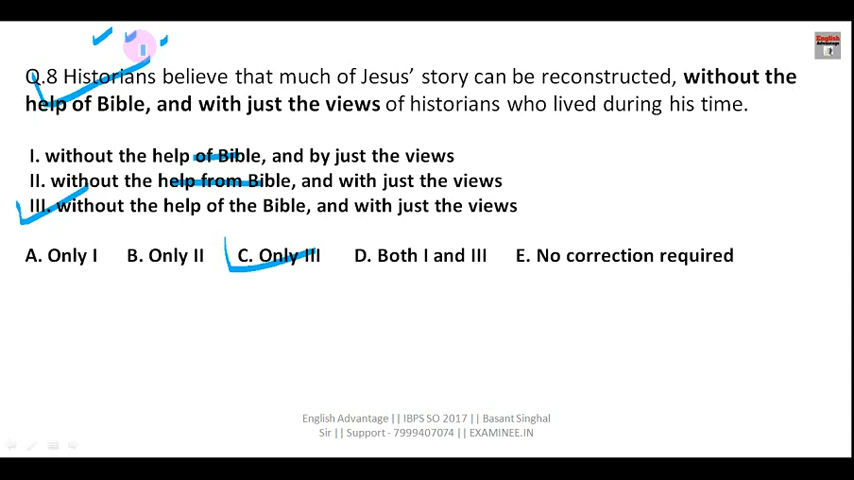 English
Advantage
Q.8 Historians believe that much of Jesus' story can be reconstructed, without the
help of Bible, and with just the views of historians who lived during his time.
I. without the help of Bible, and by just the views
II. without the help from Bible, and with just the views
III. without the help of the Bible, and with just the views
A. Only I B. Only II C. Only III D. Both I and III E. No correction required
English Advantage || IBPS SO 2017 || Basant Singhal
Sir || Support - 7999407074 || EXAMINEE.IN